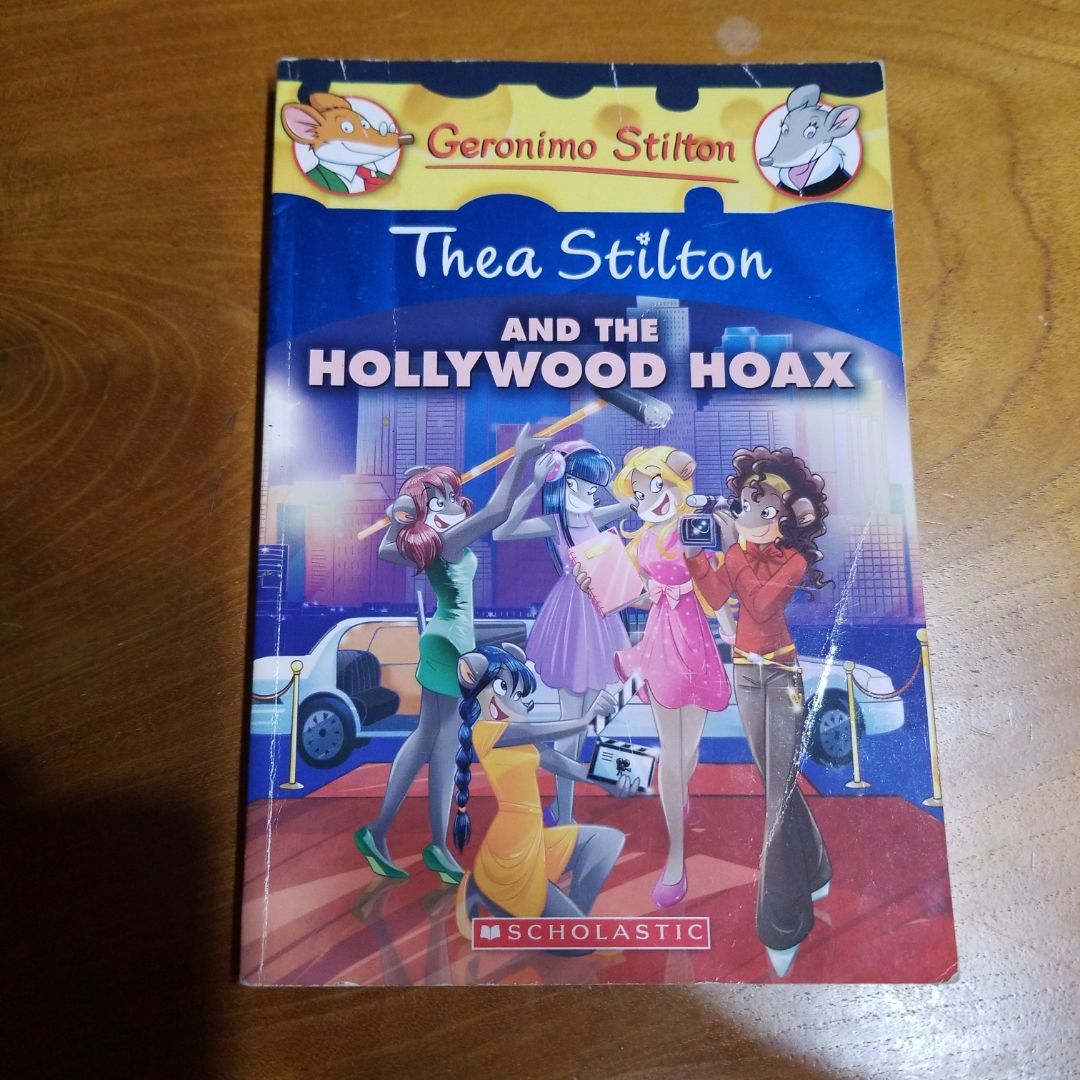 Geronimo Stilton
Thea Stilton
AND THE
HOLLYWOOD HOAX
SCHOLASTIC